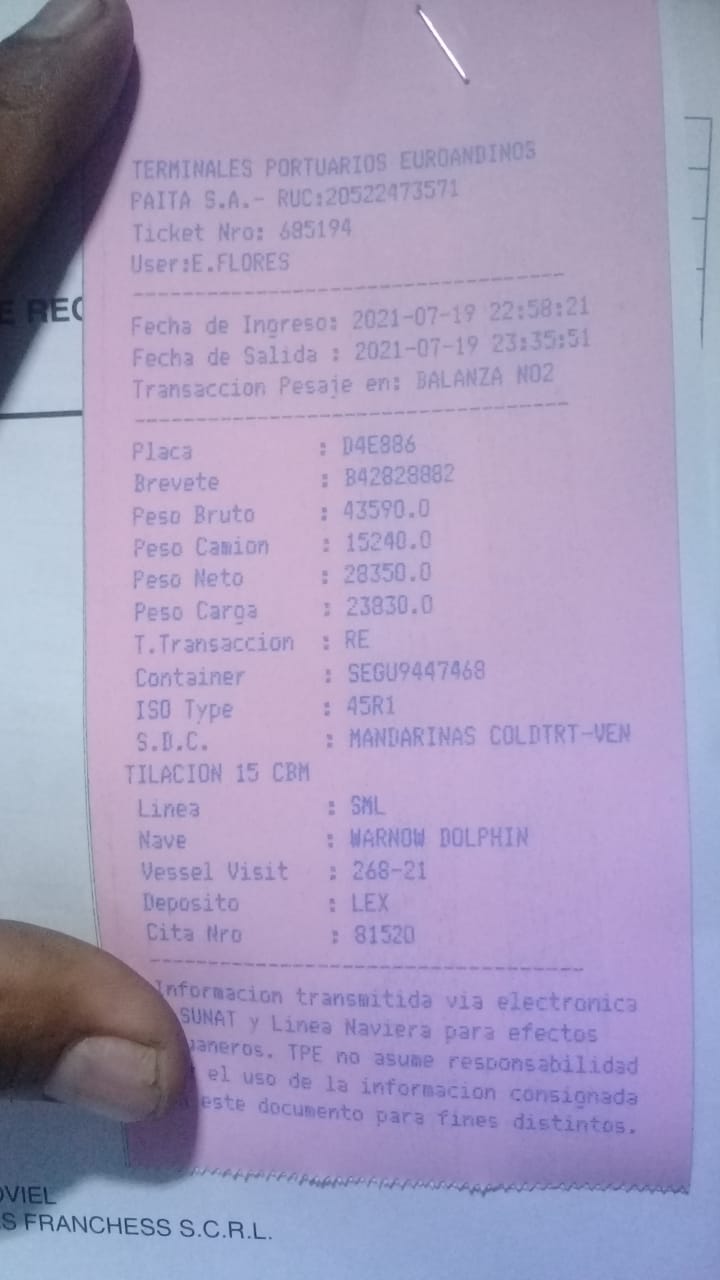 TERMINALES PORTUARIOS EUROANDINOS
PAITA S.A.- RUC:20522473571
Ticket Nro: 685194
User:E.FLORES
Fecha de Ingreso: 2021-07-19 22:58:21
Fecha de Salida : 2021-07-19 23:35:51
Transaccion Pesaje en: BALANZA NO2
Placa : D4E886
Brevete : B42828882
Peso Bruto : 43590.0
Peso Camion : 15240.0
Peso Neto : 28350.0
Peso Carga : 23830.0
T.Transaccion : RE
Container : SEGU9447468
ISO Type : 45R1
S.D.C. : MANDARINAS COLDTRT-VEN
TILACION 15 CBM
Linea : SML
Nave : WARNOW DOLPHIN
Vessel Visit : 268-21
Deposito : LEX
Cita Nro : 81520
Informacion transmitida via electronica
SUNAT y Linea Naviera para efectos
uaneros. TPE no asume responsabilidad
el uso de la informacion consignada
este documento para fines distintos.
E REC
OVIEL
S FRANCHESS S.C.R.L.